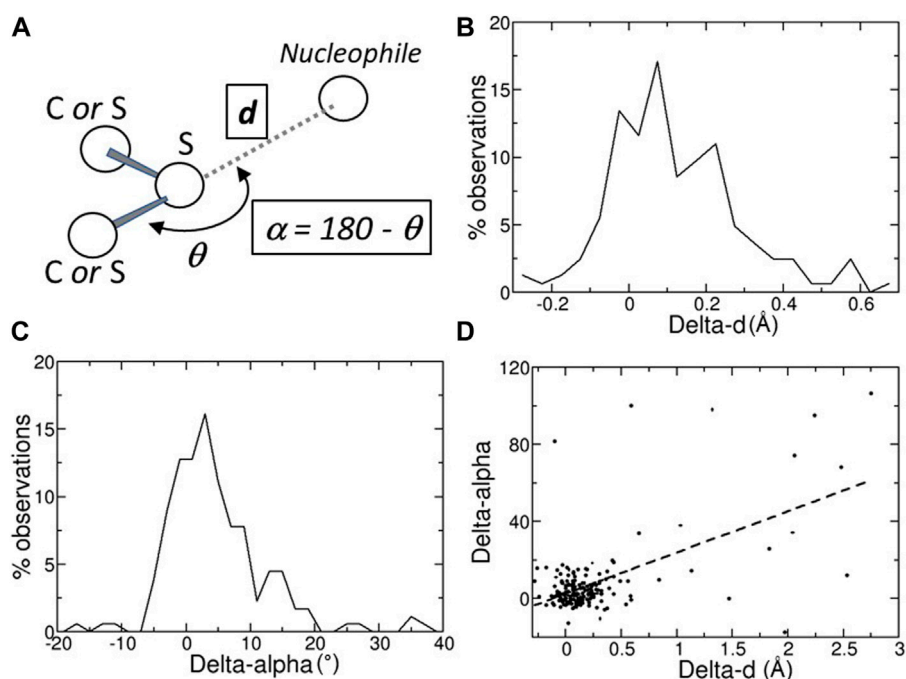 A
Nucleophile
C or S
d
S
α = 180 - θ
θ
C or S
B
20
15
10
5
0
% observations
-0.2
0
0.2
0.4
0.6
Delta-d (Å)
C
20
15
10
5
0
% observations
-20
-10
0
10
20
30
40
Delta-alpha (°)
D
120
80
40
0
Delta-alpha
0
0.5
1
1.5
2
2.5
3
Delta-d (Å)